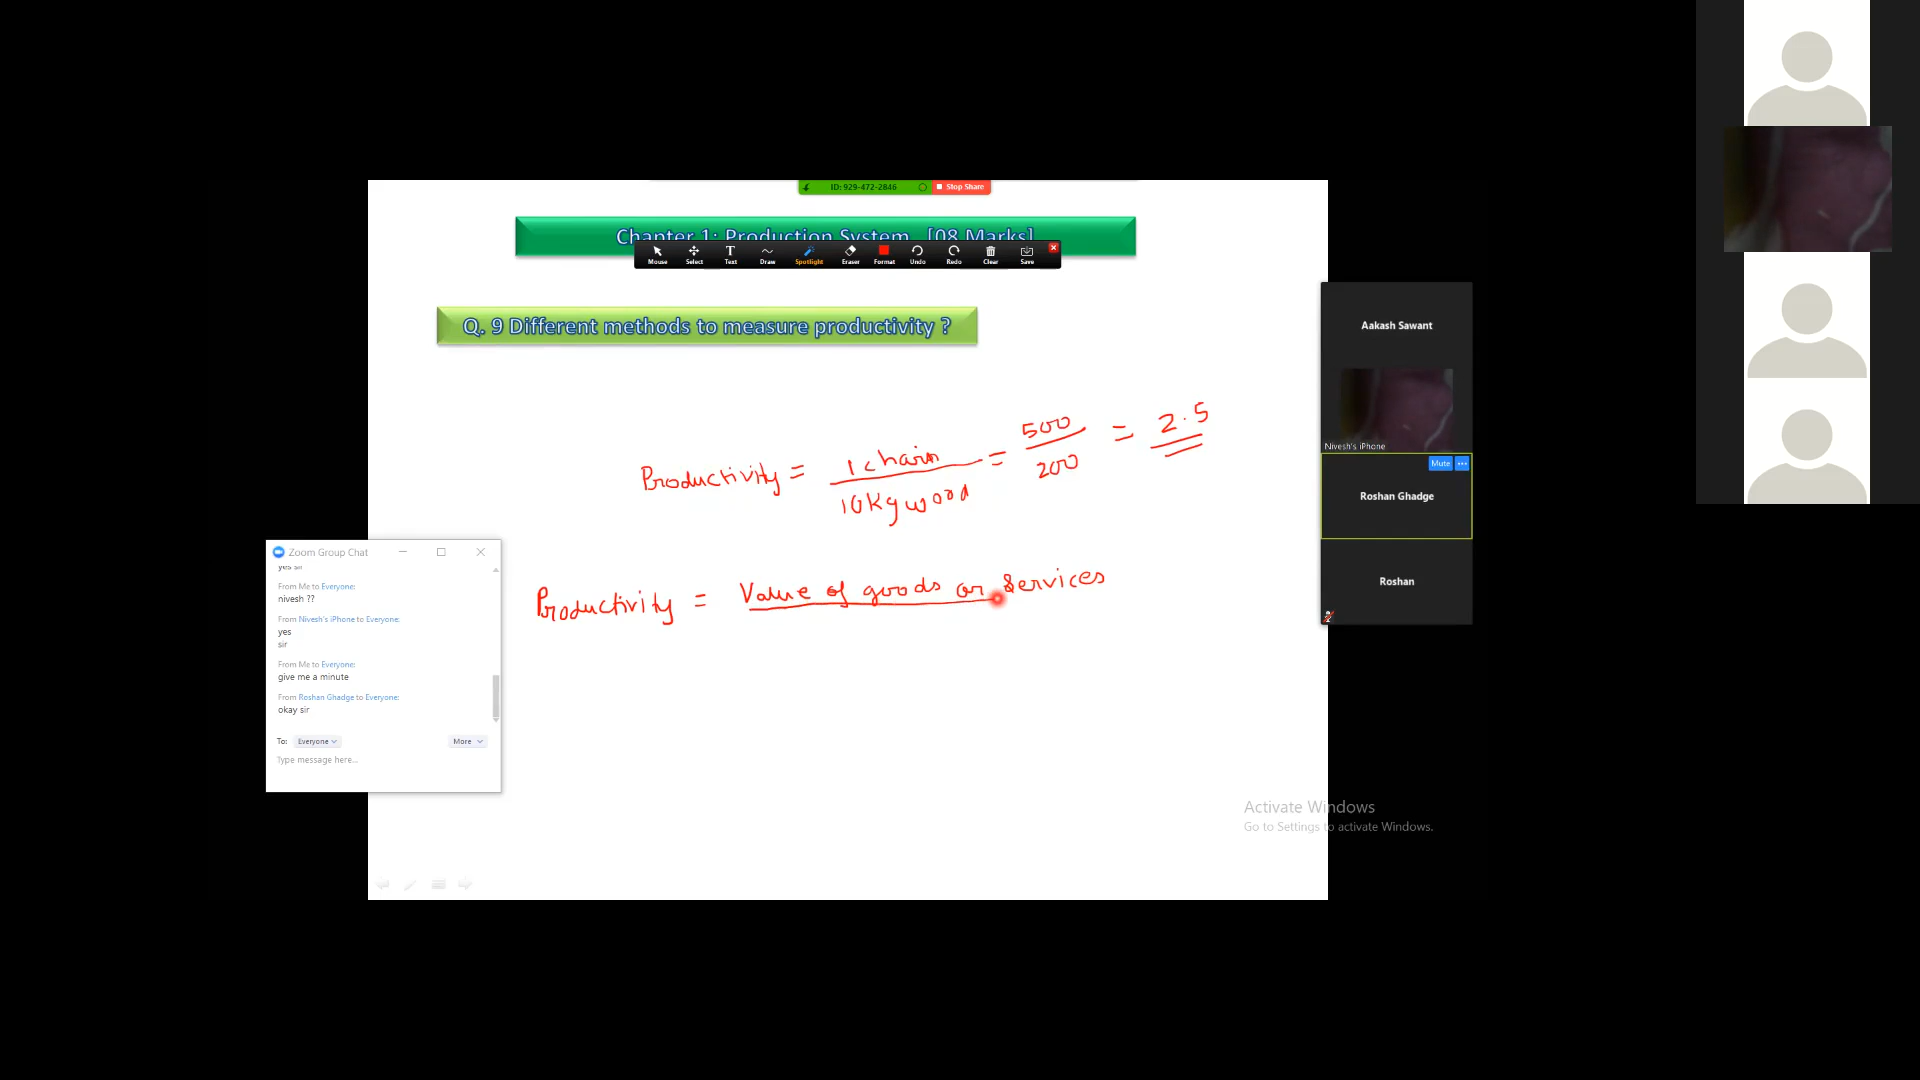 ID: 929-472-2846
Stop Share
Chapter 1: Production System [08 Marks]
Mouse Select Text Draw Spotlight Eraser Format Undo Redo Clear Save
Q. 9 Different methods to measure productivity ?
Aakash Sawant
Productivity = 1 chain / 10Kg wood = 500 / 200 = 2.5
Nivesh's iPhone
Mute
Roshan Ghadge
Roshan
Productivity = Value of goods or Services
Zoom Group Chat
yes sir
From Me to Everyone:
nivesh ??
From Nivesh's iPhone to Everyone:
yes
sir
From Me to Everyone:
give me a minute
From Roshan Ghadge to Everyone:
okay sir
To: Everyone More
Type message here...
Activate Windows
Go to Settings to activate Windows.